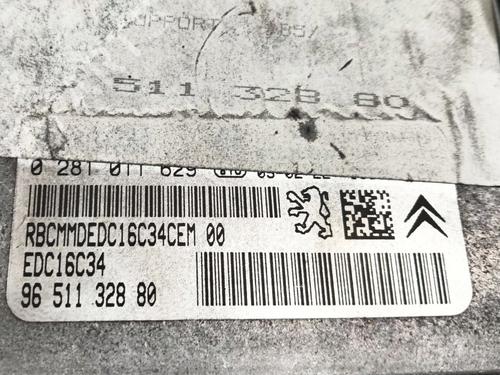 SUPPORT
511 328 80
0 281 011 629
RBCMMDEDC16C34CEM 00
EDC16C34
96 511 328 80